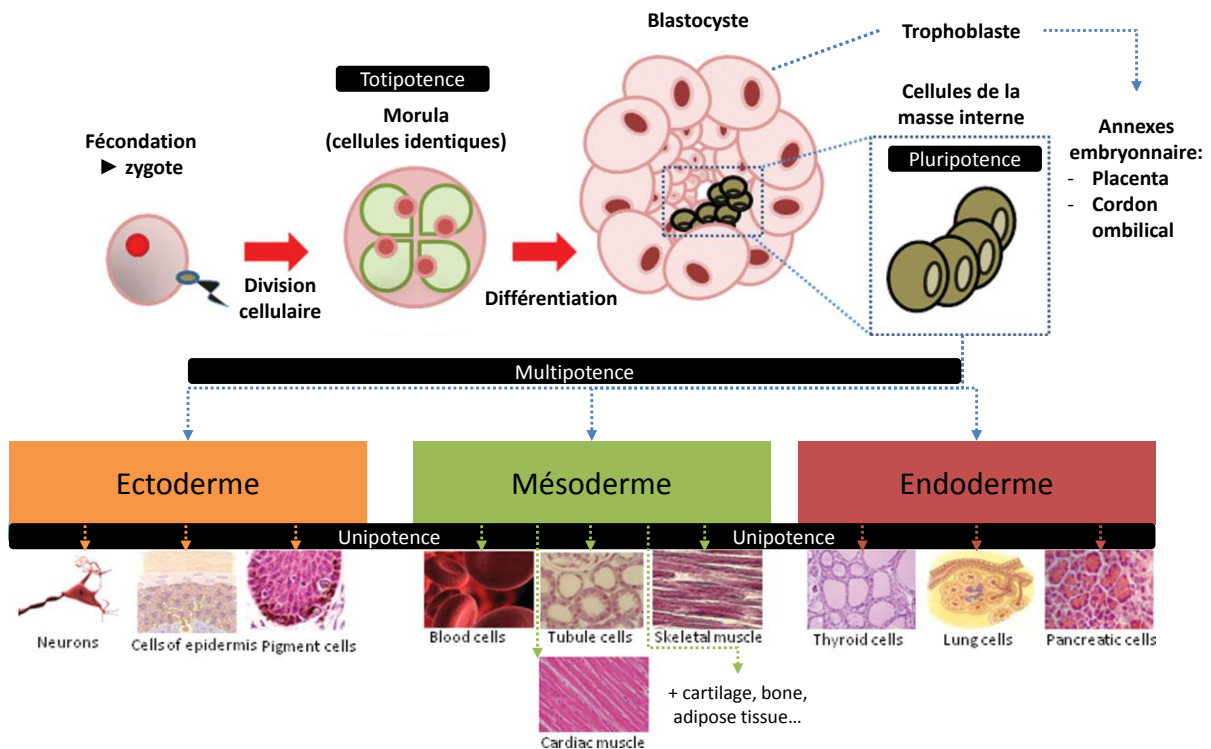 Blastocyste
Trophoblaste
Totipotence
Morula
(cellules identiques)
Fécondation
► zygote
Cellules de la
masse interne
Pluripotence
Annexes
embryonnaire:
- Placenta
- Cordon
ombilical
Division
cellulaire
Différentiation
Multipotence
Ectoderme
Mésoderme
Endoderme
Unipotence
Unipotence
Neurons
Cells of epidermis
Pigment cells
Blood cells
Tubule cells
Skeletal muscle
Thyroid cells
Lung cells
Pancreatic cells
Cardiac muscle
+ cartilage, bone,
adipose tissue…